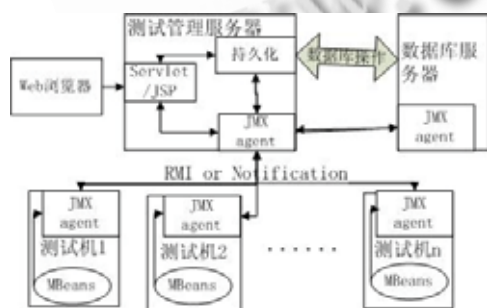 测试管理服务器
持久化
数据库操作
数据库服务器
Servlet
/JSP
Web浏览器
JMX
agent
JMX
agent
RMI or Notification
JMX
agent
测试机1
MBeans
JMX
agent
测试机2
MBeans
......
JMX
agent
测试机n
MBeans